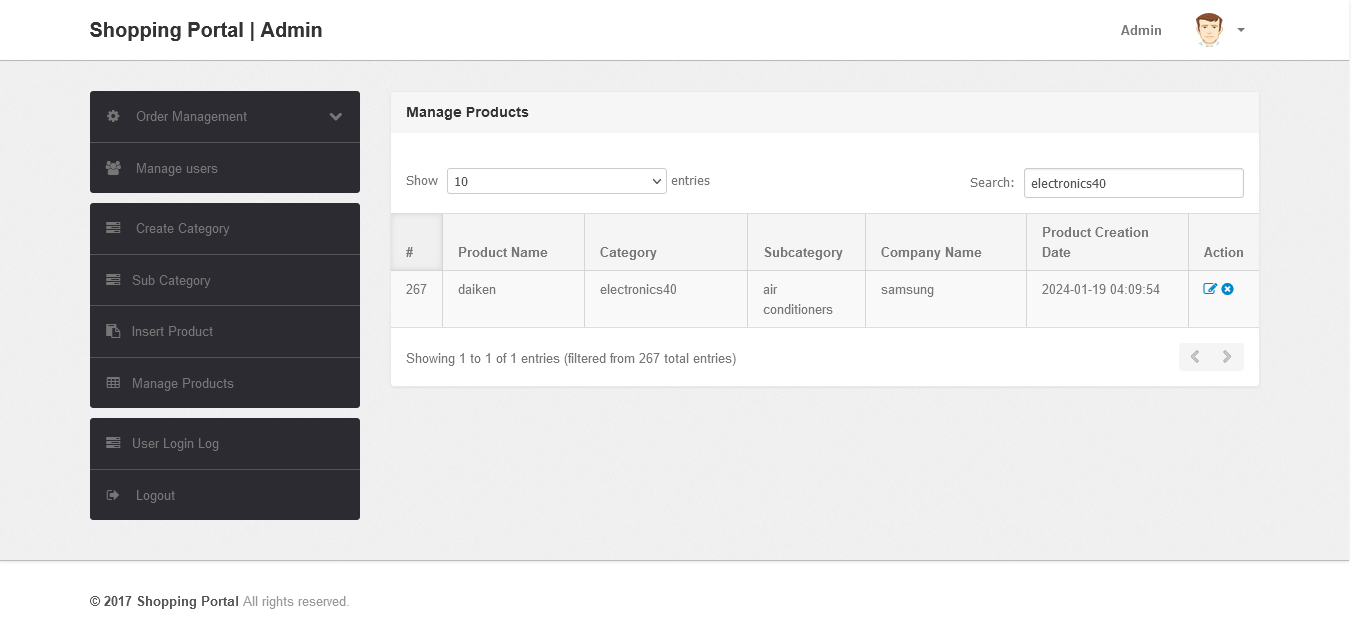 Shopping Portal | Admin
Admin
Order Management
Manage users
Create Category
Sub Category
Insert Product
Manage Products
User Login Log
Logout
Manage Products
Show 10 entries
Search: electronics40
# Product Name Category Subcategory Company Name Product Creation Date Action
267 daiken electronics40 air conditioners samsung 2024-01-19 04:09:54
Showing 1 to 1 of 1 entries (filtered from 267 total entries)
© 2017 Shopping Portal All rights reserved.